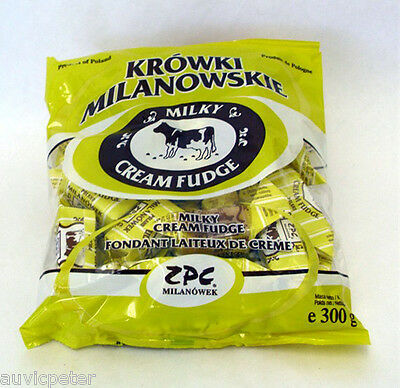 Product of Poland
Produit de Pologne
KRÓWKI
MILANOWSKIE
MILKY
CREAM FUDGE
MILKY
CREAM FUDGE
FONDANT LAITEUX DE CRÈME
ZPC
MILANÓWEK
e 300 g
auvicpeter